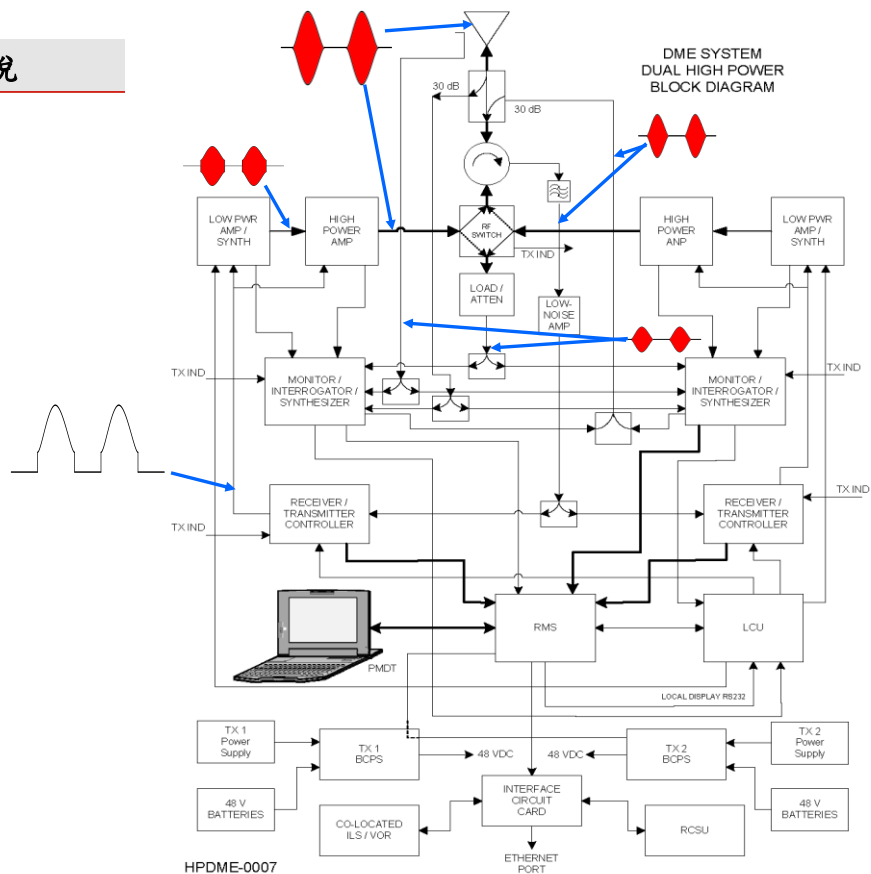 說
DME SYSTEM
DUAL HIGH POWER
BLOCK DIAGRAM
30 dB
30 dB
LOW PWR
AMP /
SYNTH
HIGH
POWER
AMP
RF
SWITCH
TX IND
HIGH
POWER
ANP
LOW PWR
AMP/
SYNTH
LOAD /
ATTEN
LOW-
NOISE
AMP
TX IND
MONITOR /
INTERROGATOR /
SYNTHESIZER
MONITOR /
INTERROGATOR /
SYNTHESIZER
TX IND
TX IND
RECEIVER /
TRANSMITTER
CONTROLLER
RECEIVER /
TRANSMITTER
CONTROLLER
TX IND
PMDT
RMS
LCU
LOCAL DISPLAY RS232
TX 1
Power
Supply
TX 1
BCPS
48 VDC
48 VDC
TX 2
BCPS
TX 2
Power
Supply
48 V
BATTERIES
INTERFACE
CIRCUIT
CARD
48 V
BATTERIES
CO-LOCATED
ILS / VOR
RCSU
ETHERNET
PORT
HPDME-0007